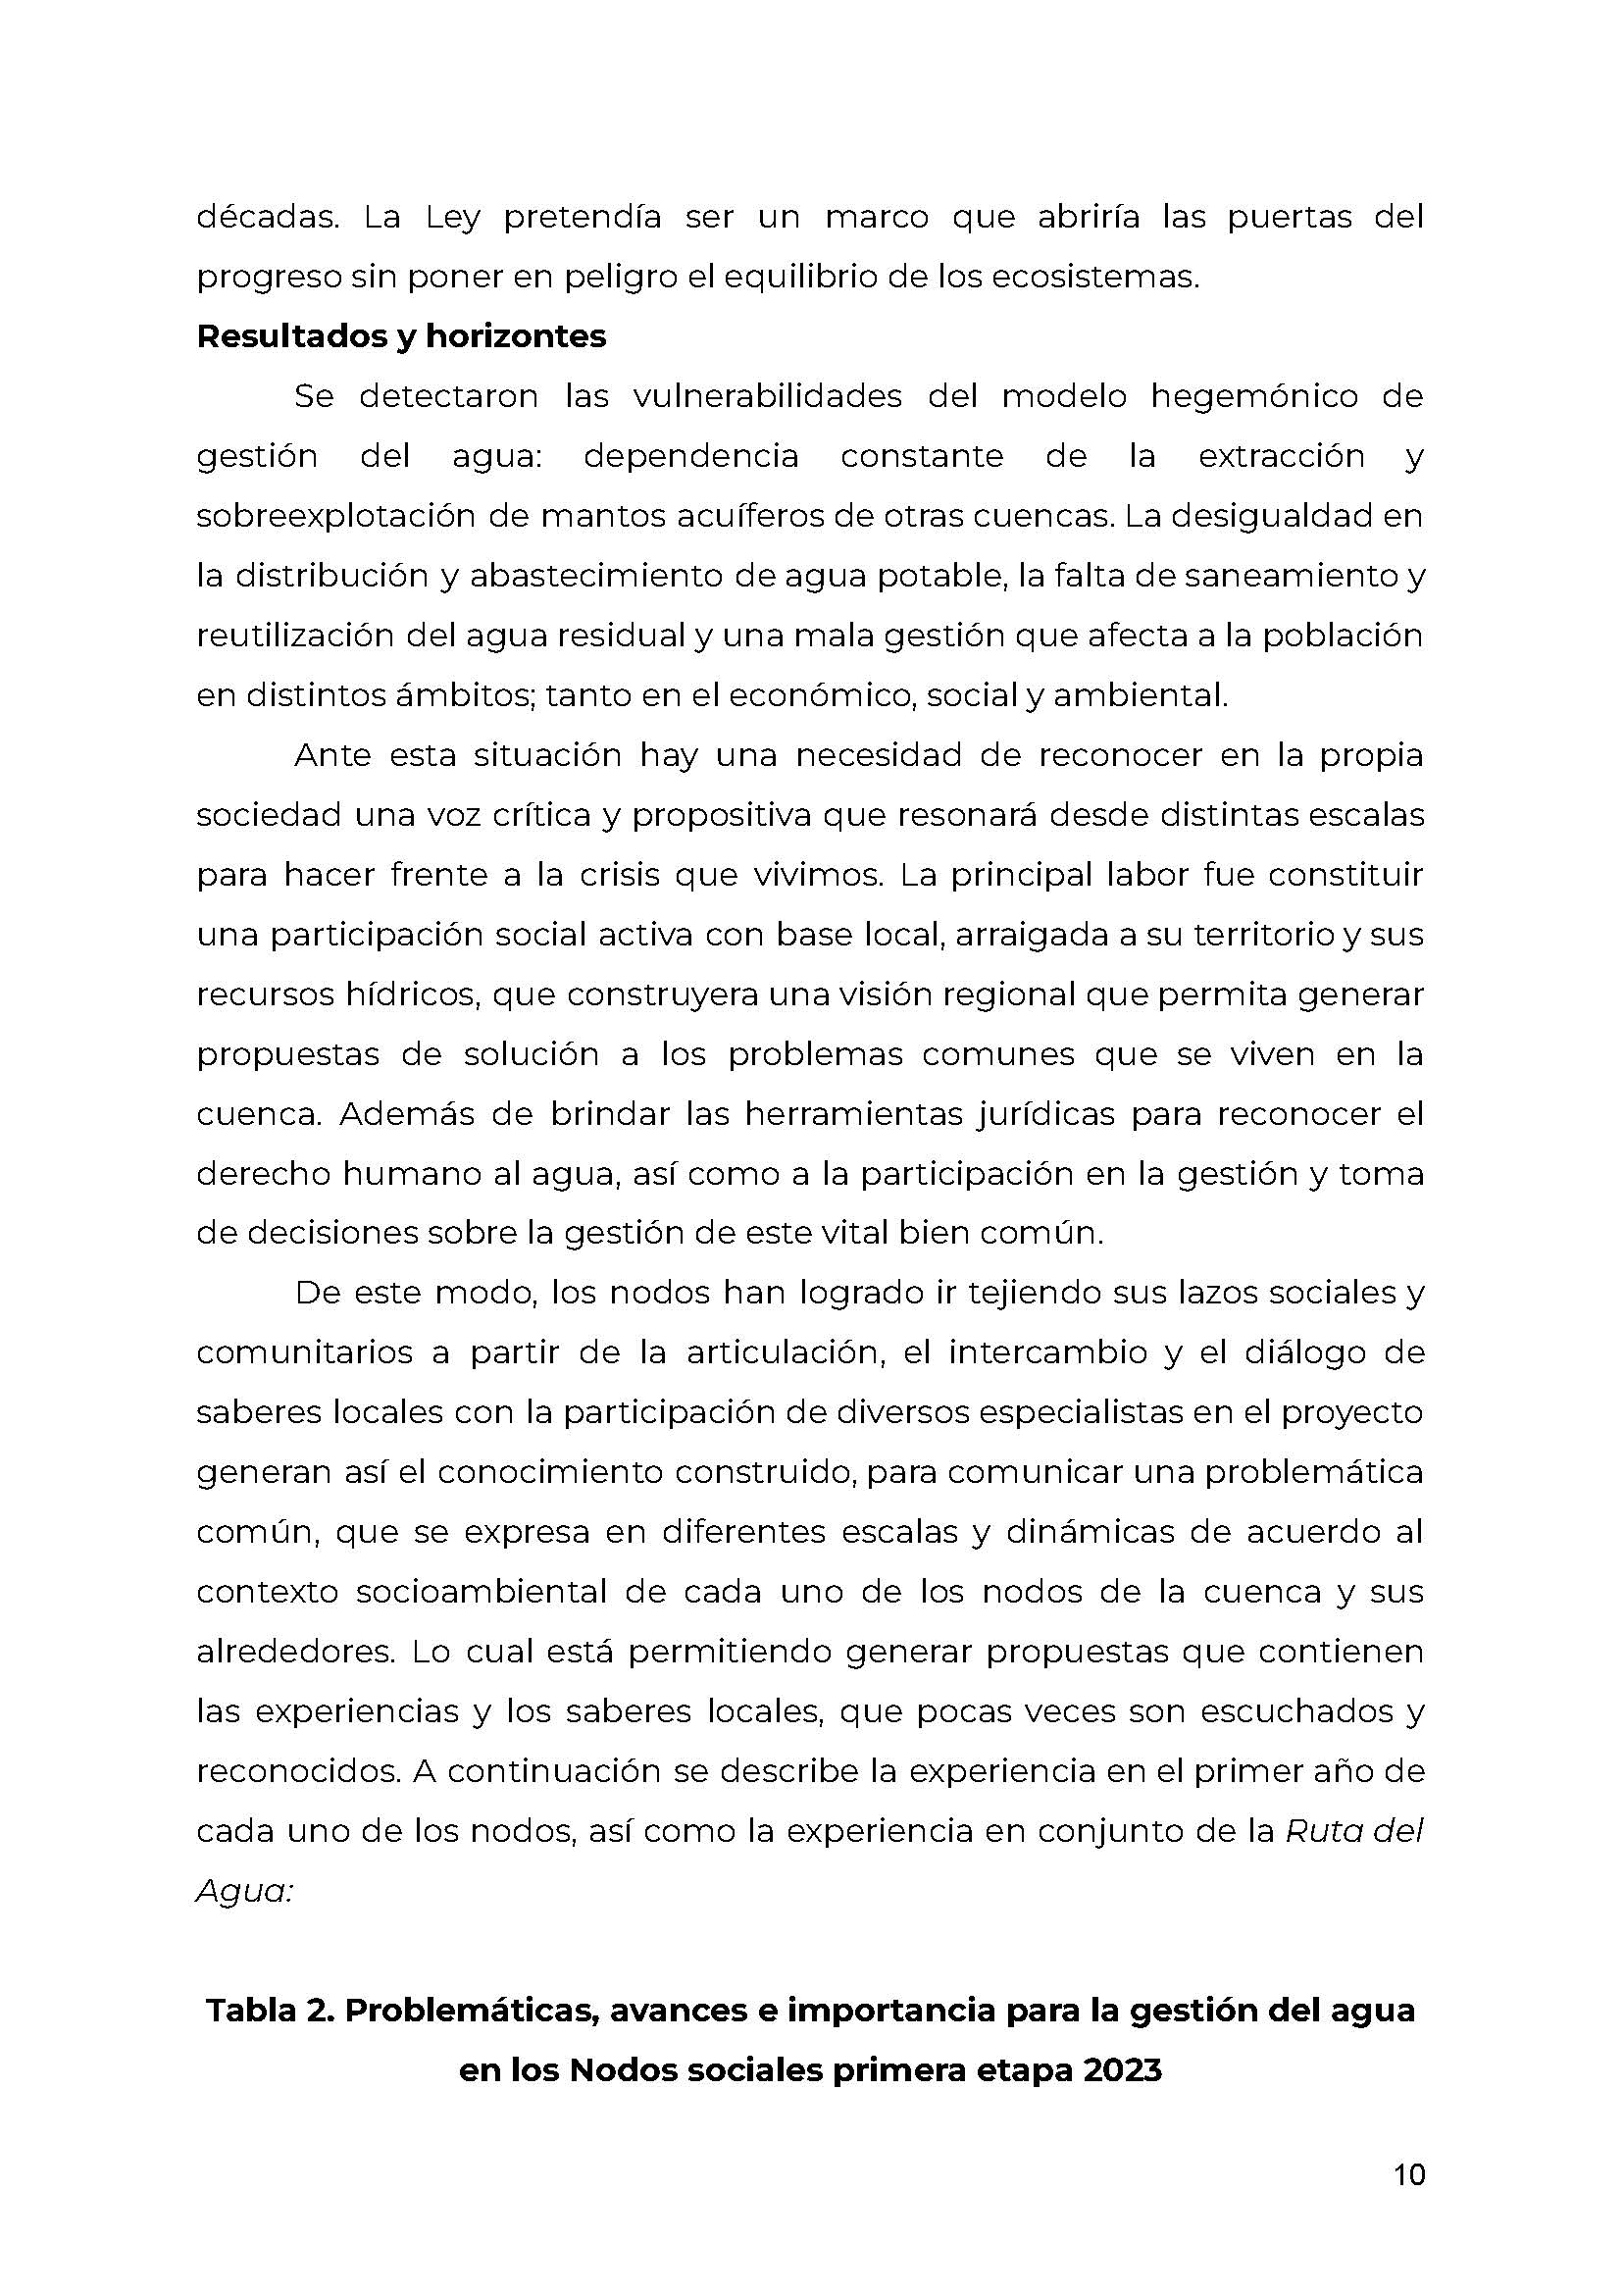 décadas. La Ley pretendía ser un marco que abriría las puertas del
progreso sin poner en peligro el equilibrio de los ecosistemas.
Resultados y horizontes
Se detectaron las vulnerabilidades del modelo hegemónico de
gestión del agua: dependencia constante de la extracción y
sobreexplotación de mantos acuíferos de otras cuencas. La desigualdad en
la distribución y abastecimiento de agua potable, la falta de saneamiento y
reutilización del agua residual y una mala gestión que afecta a la población
en distintos ámbitos; tanto en el económico, social y ambiental.
Ante esta situación hay una necesidad de reconocer en la propia
sociedad una voz crítica y propositiva que resonará desde distintas escalas
para hacer frente a la crisis que vivimos. La principal labor fue constituir
una participación social activa con base local, arraigada a su territorio y sus
recursos hídricos, que construyera una visión regional que permita generar
propuestas de solución a los problemas comunes que se viven en la
cuenca. Además de brindar las herramientas jurídicas para reconocer el
derecho humano al agua, así como a la participación en la gestión y toma
de decisiones sobre la gestión de este vital bien común.
De este modo, los nodos han logrado ir tejiendo sus lazos sociales y
comunitarios a partir de la articulación, el intercambio y el diálogo de
saberes locales con la participación de diversos especialistas en el proyecto
generan así el conocimiento construido, para comunicar una problemática
común, que se expresa en diferentes escalas y dinámicas de acuerdo al
contexto socioambiental de cada uno de los nodos de la cuenca y sus
alrededores. Lo cual está permitiendo generar propuestas que contienen
las experiencias y los saberes locales, que pocas veces son escuchados y
reconocidos. A continuación se describe la experiencia en el primer año de
cada uno de los nodos, así como la experiencia en conjunto de la Ruta del
Agua:
Tabla 2. Problemáticas, avances e importancia para la gestión del agua
en los Nodos sociales primera etapa 2023
10